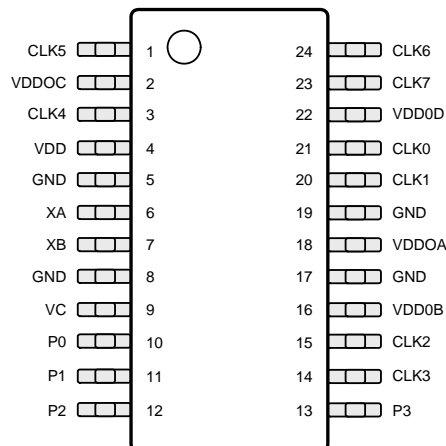 CLK5 1 24 CLK6
VDDOC 2 23 CLK7
CLK4 3 22 VDD0D
VDD 4 21 CLK0
GND 5 20 CLK1
XA 6 19 GND
XB 7 18 VDDOA
GND 8 17 GND
VC 9 16 VDD0B
P0 10 15 CLK2
P1 11 14 CLK3
P2 12 13 P3